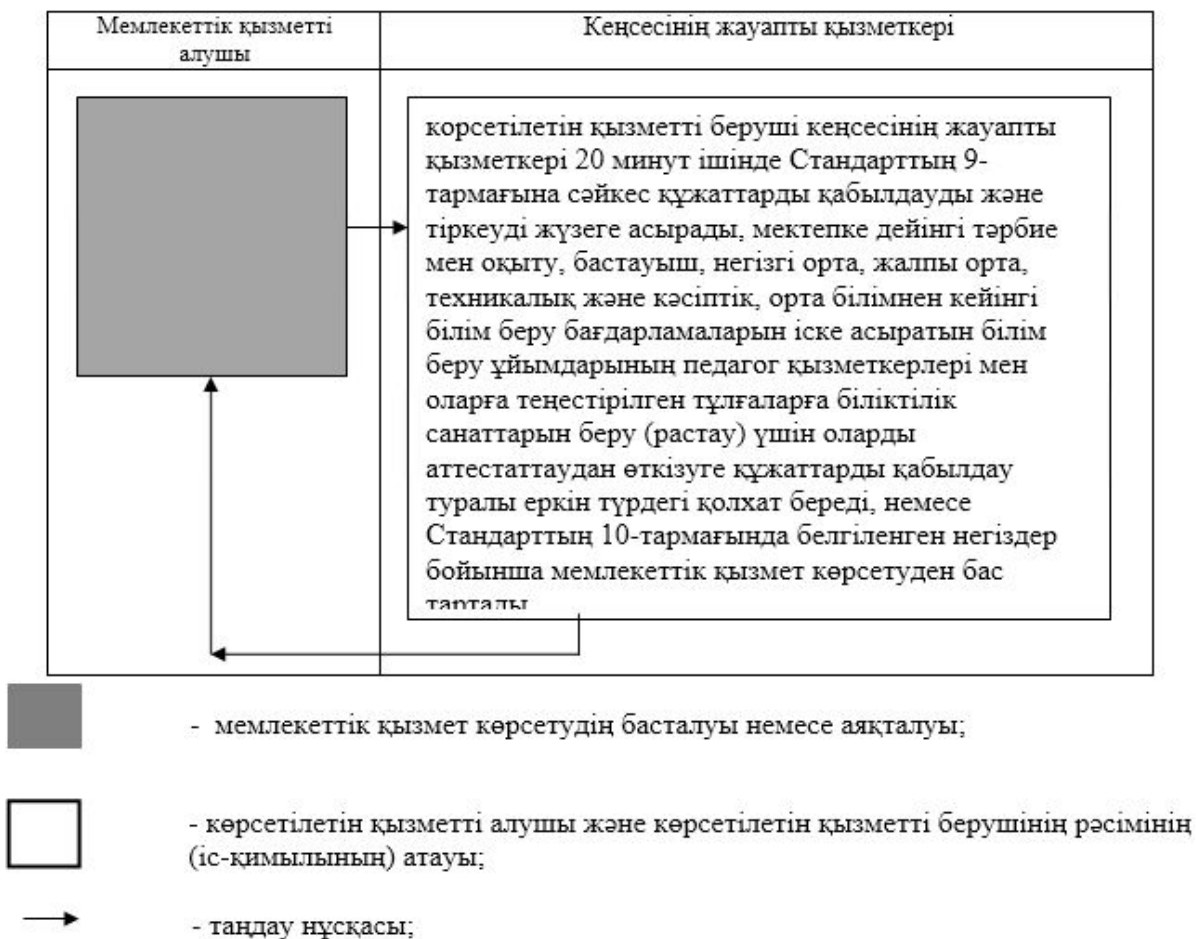 Мемлекеттік қызметті
алушы
Кеңсесінің жауапты қызметкері
корсетілетін қызметті беруші кеңсесінің жауапты
қызметкері 20 минут ішінде Стандарттың 9-
тармағына сәйкес құжаттарды қабылдауды және
тіркеуді жүзеге асырады, мектепке дейінгі тәрбие
мен оқыту, бастауыш, негізгі орта, жалпы орта,
техникалық және кәсіптік, орта білімнен кейінгі
білім беру бағдарламаларын іске асыратын білім
беру ұйымдарының педагог қызметкерлері мен
оларға теңестірілген тұлғаларға біліктілік
санаттарын беру (растау) үшін оларды
аттестаттаудан өткізуге құжаттарды қабылдау
туралы еркін түрдегі қолхат береді, немесе
Стандарттың 10-тармағында белгіленген негіздер
бойынша мемлекеттік қызмет көрсетуден бас
тартады
- мемлекеттік қызмет көрсетудің басталуы немесе аяқталуы;
- көрсетілетін қызметті алушы және көрсетілетін қызметті берушінің рәсімінің
(іс-қимылының) атауы;
- таңдау нұсқасы;